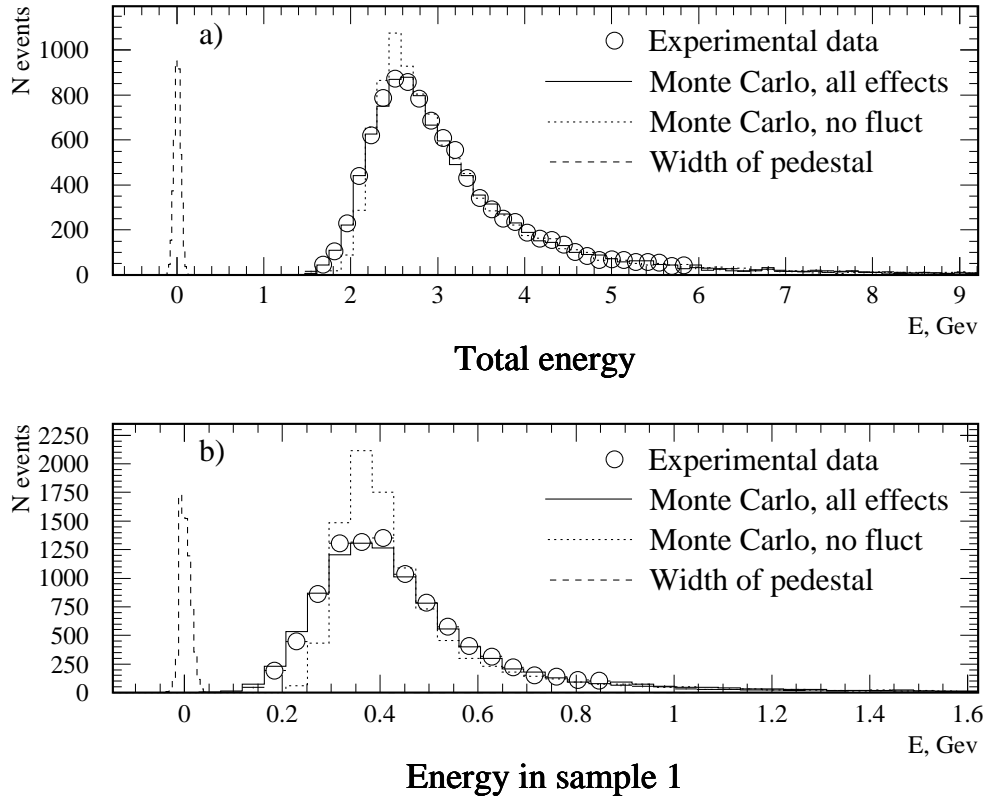 N events
a)
1000
800
600
400
200
0
Experimental data
Monte Carlo, all effects
Monte Carlo, no fluct
Width of pedestal
0 1 2 3 4 5 6 7 8 9
E, Gev
Total energy
N events
b)
2250
2000
1750
1500
1250
1000
750
500
250
0
Experimental data
Monte Carlo, all effects
Monte Carlo, no fluct
Width of pedestal
0 0.2 0.4 0.6 0.8 1 1.2 1.4 1.6
E, Gev
Energy in sample 1